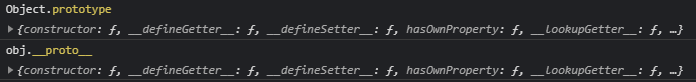 Object.prototype
▶{constructor: ƒ, __defineGetter__: ƒ, __defineSetter__: ƒ, hasOwnProperty: ƒ, __lookupGetter__: ƒ, …}
obj.__proto__
▶{constructor: ƒ, __defineGetter__: ƒ, __defineSetter__: ƒ, hasOwnProperty: ƒ, __lookupGetter__: ƒ, …}